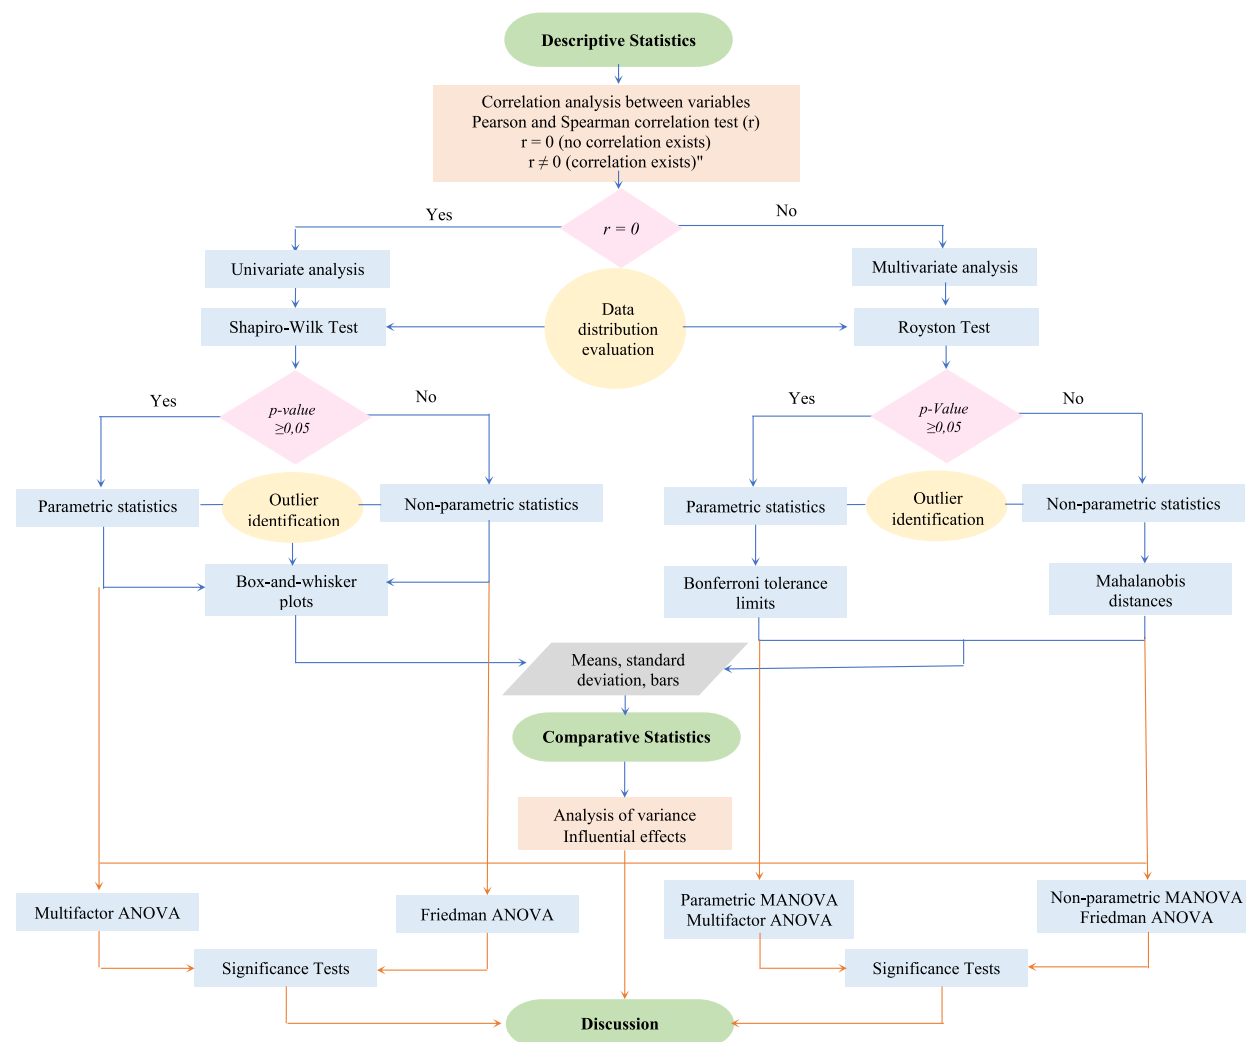 Descriptive Statistics
Correlation analysis between variables
Pearson and Spearman correlation test (r)
r = 0 (no correlation exists)
r ≠ 0 (correlation exists)"
Yes
r = 0
No
Univariate analysis
Multivariate analysis
Shapiro-Wilk Test
Data
distribution
evaluation
Royston Test
Yes
p-value
≥0,05
No
Yes
p-Value
≥0,05
No
Parametric statistics
Outlier
identification
Non-parametric statistics
Parametric statistics
Outlier
identification
Non-parametric statistics
Box-and-whisker
plots
Bonferroni tolerance
limits
Mahalanobis
distances
Means, standard
deviation, bars
Comparative Statistics
Analysis of variance
Influential effects
Multifactor ANOVA
Friedman ANOVA
Parametric MANOVA
Multifactor ANOVA
Non-parametric MANOVA
Friedman ANOVA
Significance Tests
Significance Tests
Discussion